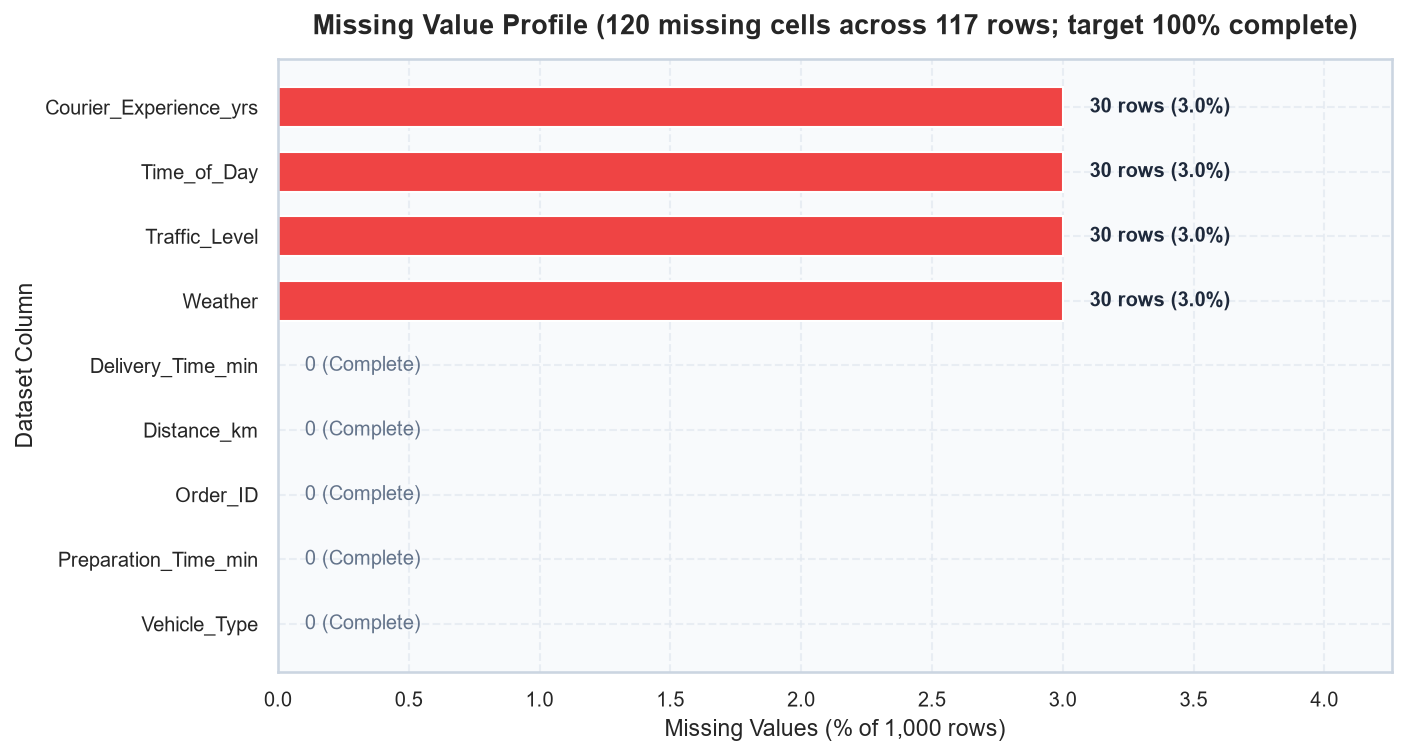 Missing Value Profile (120 missing cells across 117 rows; target 100% complete)
Dataset Column
Courier_Experience_yrs 30 rows (3.0%)
Time_of_Day 30 rows (3.0%)
Traffic_Level 30 rows (3.0%)
Weather 30 rows (3.0%)
Delivery_Time_min 0 (Complete)
Distance_km 0 (Complete)
Order_ID 0 (Complete)
Preparation_Time_min 0 (Complete)
Vehicle_Type 0 (Complete)
0.0 0.5 1.0 1.5 2.0 2.5 3.0 3.5 4.0
Missing Values (% of 1,000 rows)